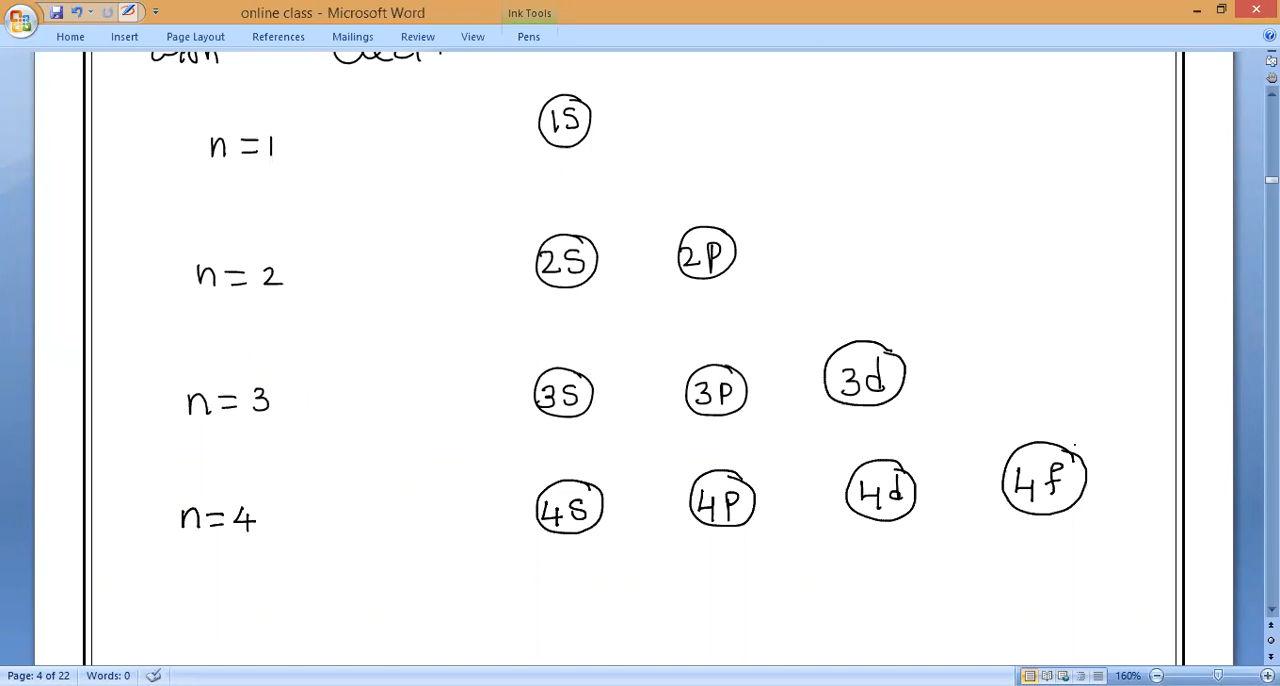 online class - Microsoft Word
Ink Tools
Home Insert Page Layout References Mailings Review View Pens
n = 1 1S
n = 2 2S 2P
n = 3 3S 3P 3d
n = 4 4S 4P 4d 4f
Page: 4 of 22 Words: 0 160%